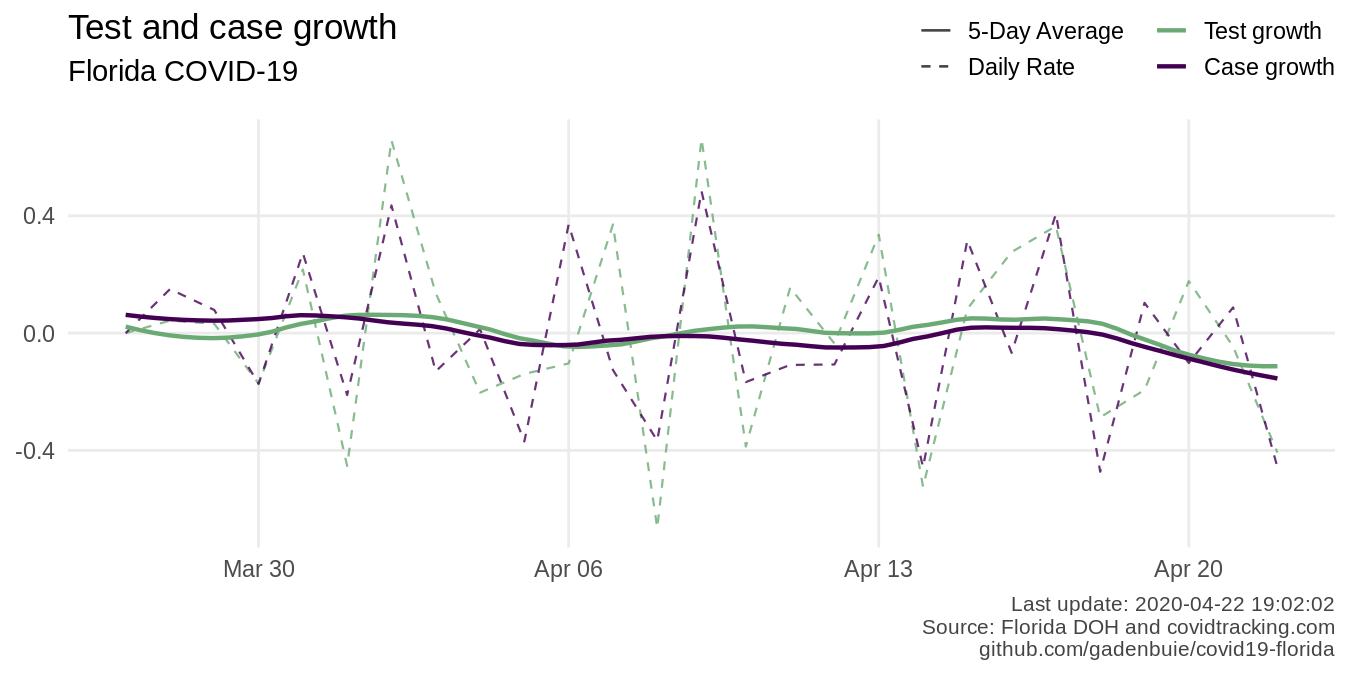 Test and case growth
Florida COVID-19
5-Day Average
Test growth
Daily Rate
Case growth
0.4
0.0
-0.4
Mar 30
Apr 06
Apr 13
Apr 20
Last update: 2020-04-22 19:02:02
Source: Florida DOH and covidtracking.com
github.com/gadenbuie/covid19-florida